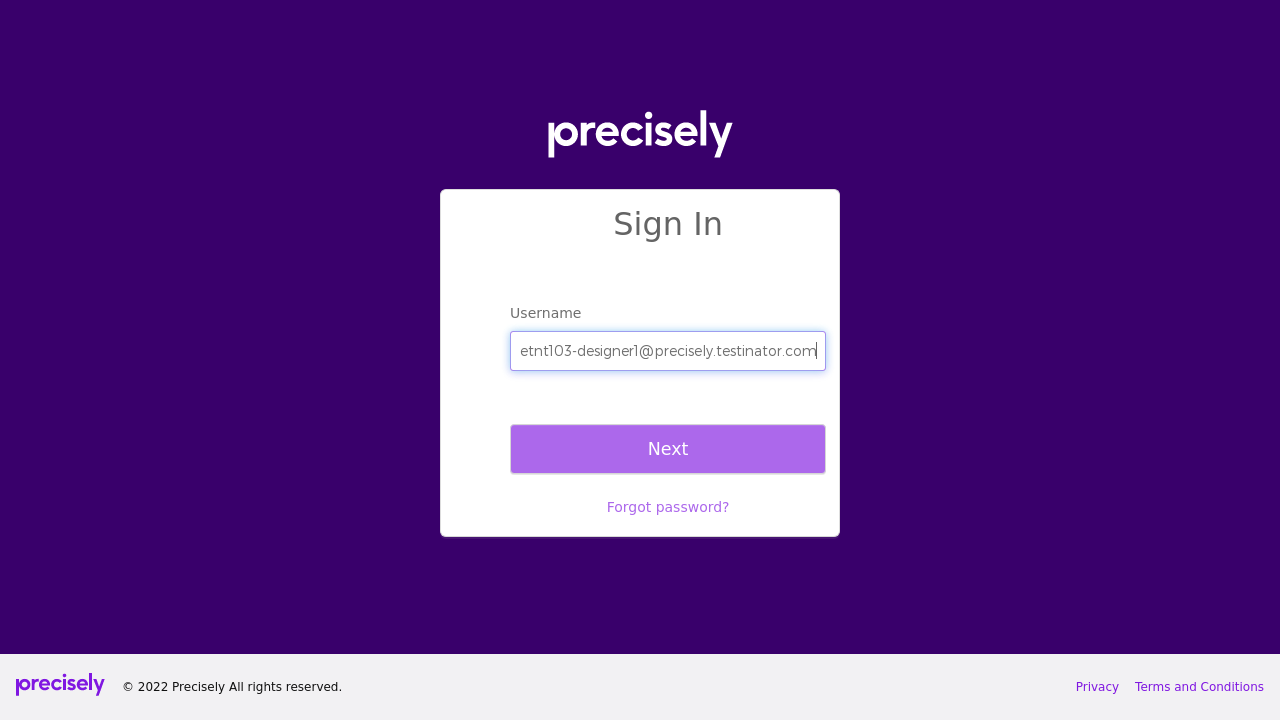 precisely
Sign In
Username
etnt103-designer1@precisely.testinator.com
Next
Forgot password?
precisely © 2022 Precisely All rights reserved. Privacy Terms and Conditions